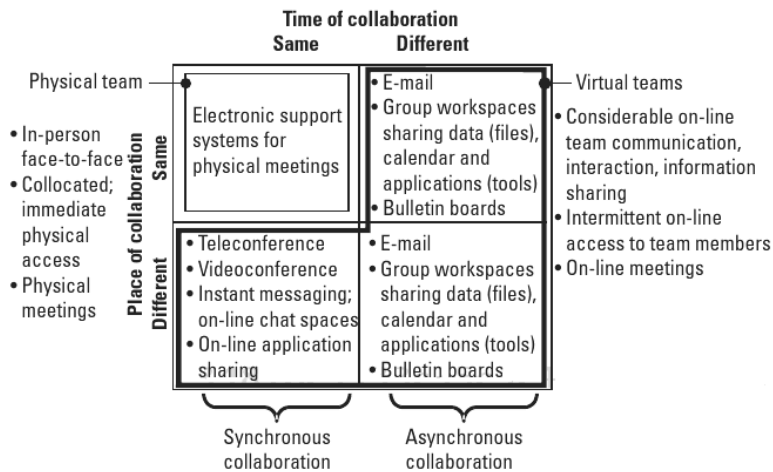 Time of collaboration
Same Different
Physical team
• In-person
face-to-face
• Collocated;
immediate
physical
access
• Physical
meetings
Place of collaboration
Same
Different
Electronic support
systems for
physical meetings
• E-mail
• Group workspaces
sharing data (files),
calendar and
applications (tools)
• Bulletin boards
• Teleconference
• Videoconference
• Instant messaging;
on-line chat spaces
• On-line application
sharing
• E-mail
• Group workspaces
sharing data (files),
calendar and
applications (tools)
• Bulletin boards
Virtual teams
• Considerable on-line
team communication,
interaction, information
sharing
• Intermittent on-line
access to team members
• On-line meetings
Synchronous
collaboration
Asynchronous
collaboration